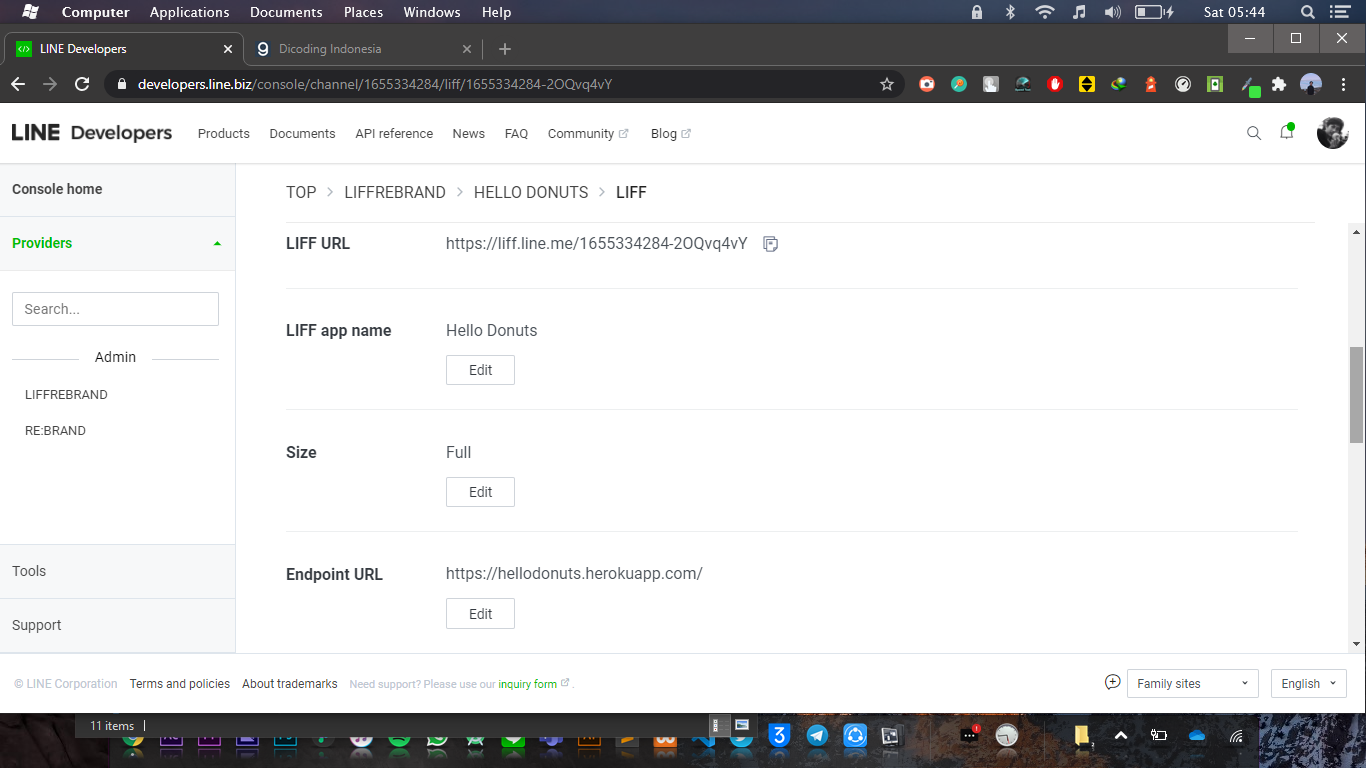 Computer Applications Documents Places Windows Help Sat 05:44
LINE Developers Dicoding Indonesia
developers.line.biz/console/channel/1655334284/liff/1655334284-2OQvq4vY
LINE Developers Products Documents API reference News FAQ Community Blog
Console home
Providers
Search...
Admin
LIFFREBRAND
RE:BRAND
Tools
Support
TOP > LIFFREBRAND > HELLO DONUTS > LIFF
LIFF URL https://liff.line.me/1655334284-2OQvq4vY
LIFF app name Hello Donuts
Edit
Size Full
Edit
Endpoint URL https://hellodonuts.herokuapp.com/
Edit
© LINE Corporation Terms and policies About trademarks Need support? Please use our inquiry form . Family sites English
11 items